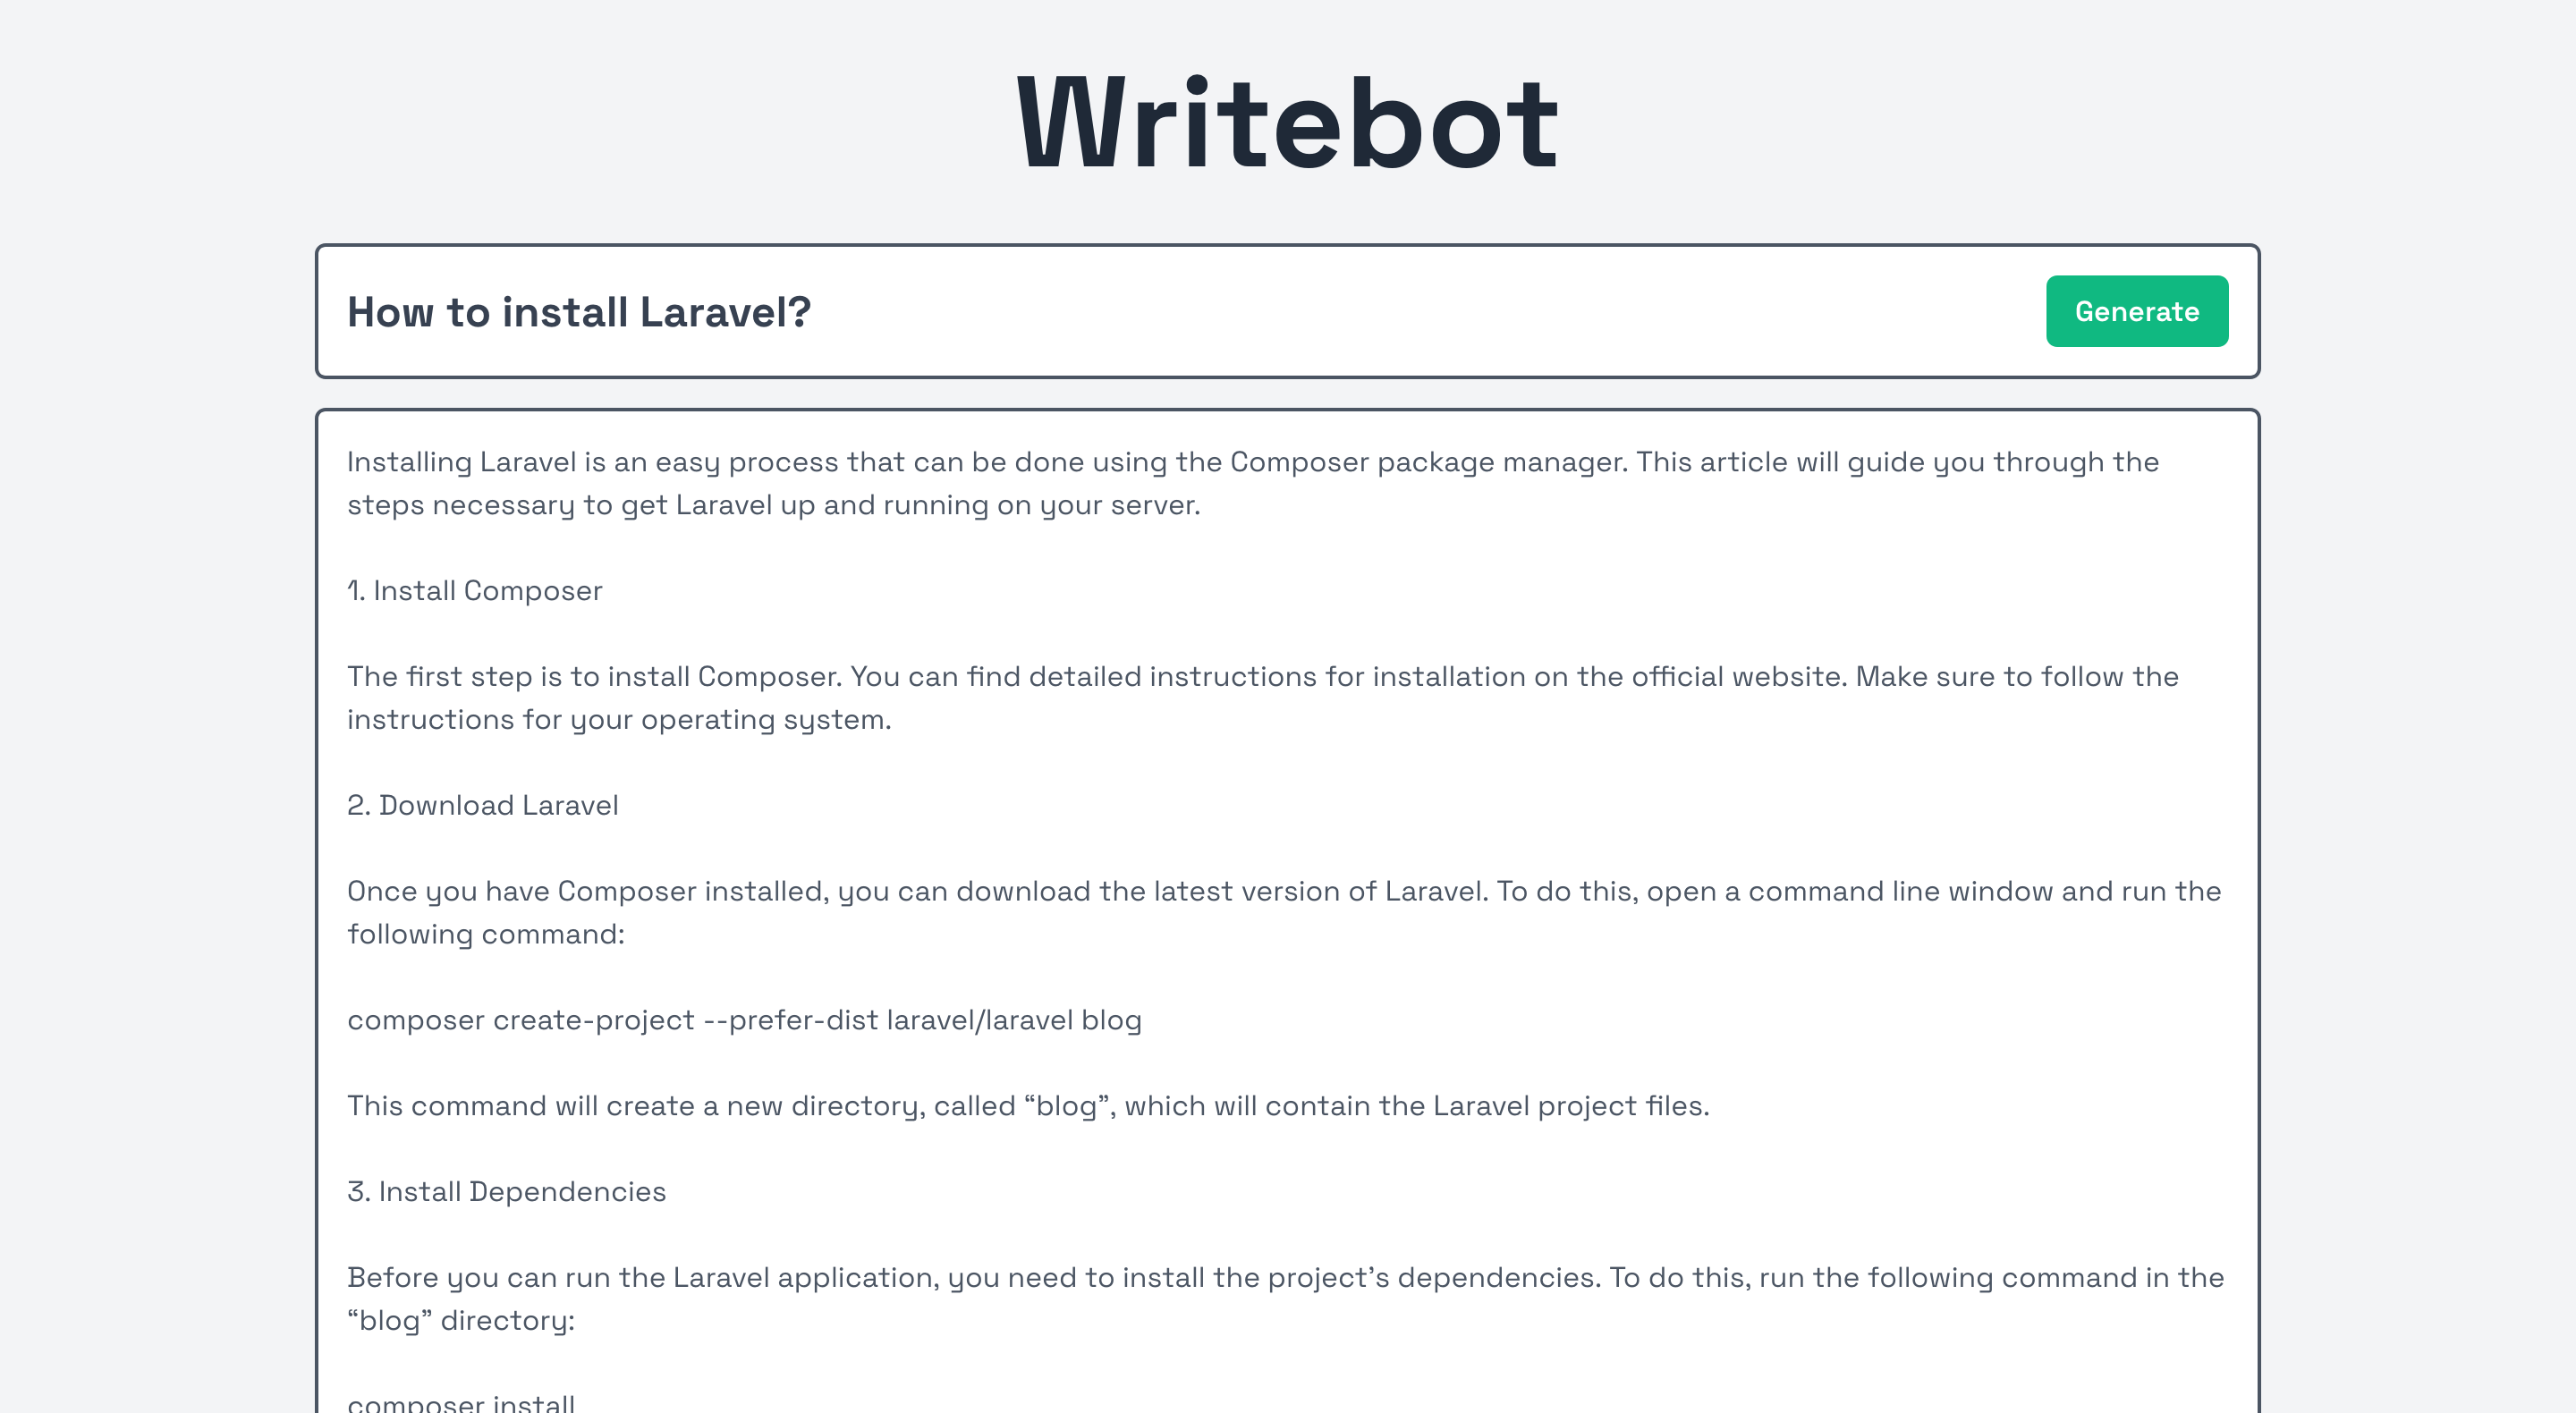 Writebot
How to install Laravel?
Generate
Installing Laravel is an easy process that can be done using the Composer package manager. This article will guide you through the
steps necessary to get Laravel up and running on your server.
1. Install Composer
The first step is to install Composer. You can find detailed instructions for installation on the official website. Make sure to follow the
instructions for your operating system.
2. Download Laravel
Once you have Composer installed, you can download the latest version of Laravel. To do this, open a command line window and run the
following command:
composer create-project --prefer-dist laravel/laravel blog
This command will create a new directory, called “blog”, which will contain the Laravel project files.
3. Install Dependencies
Before you can run the Laravel application, you need to install the project’s dependencies. To do this, run the following command in the
“blog” directory:
composer install